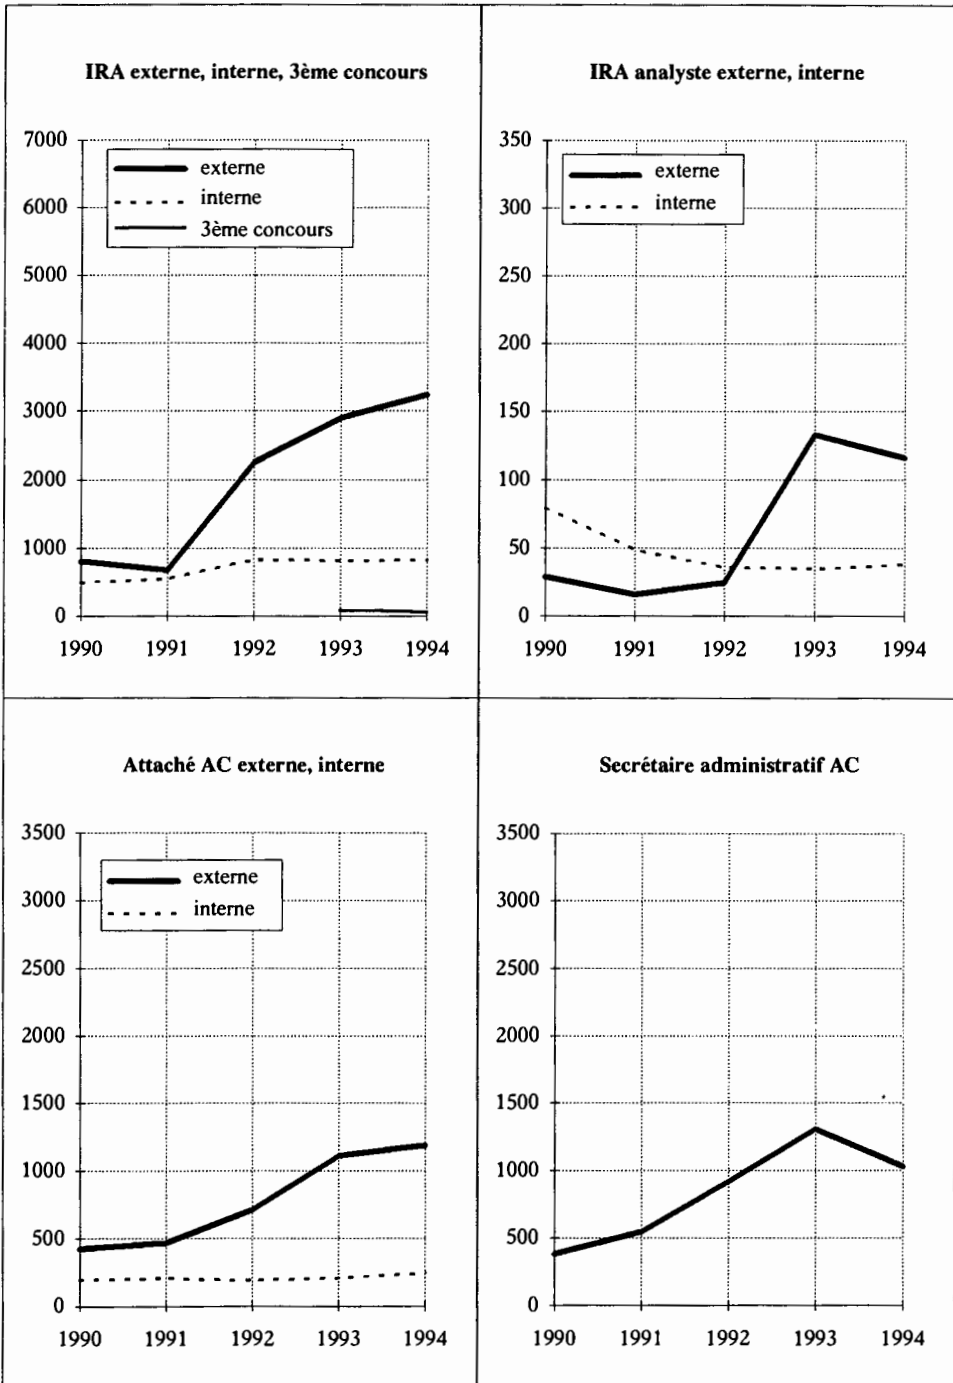 IRA externe, interne, 3ème concours
7000
6000
5000
4000
3000
2000
1000
0
externe
interne
3ème concours
1990 1991 1992 1993 1994
IRA analyste externe, interne
350
300
250
200
150
100
50
0
externe
interne
1990 1991 1992 1993 1994
Attaché AC externe, interne
3500
3000
2500
2000
1500
1000
500
0
externe
interne
1990 1991 1992 1993 1994
Secrétaire administratif AC
3500
3000
2500
2000
1500
1000
500
0
1990 1991 1992 1993 1994